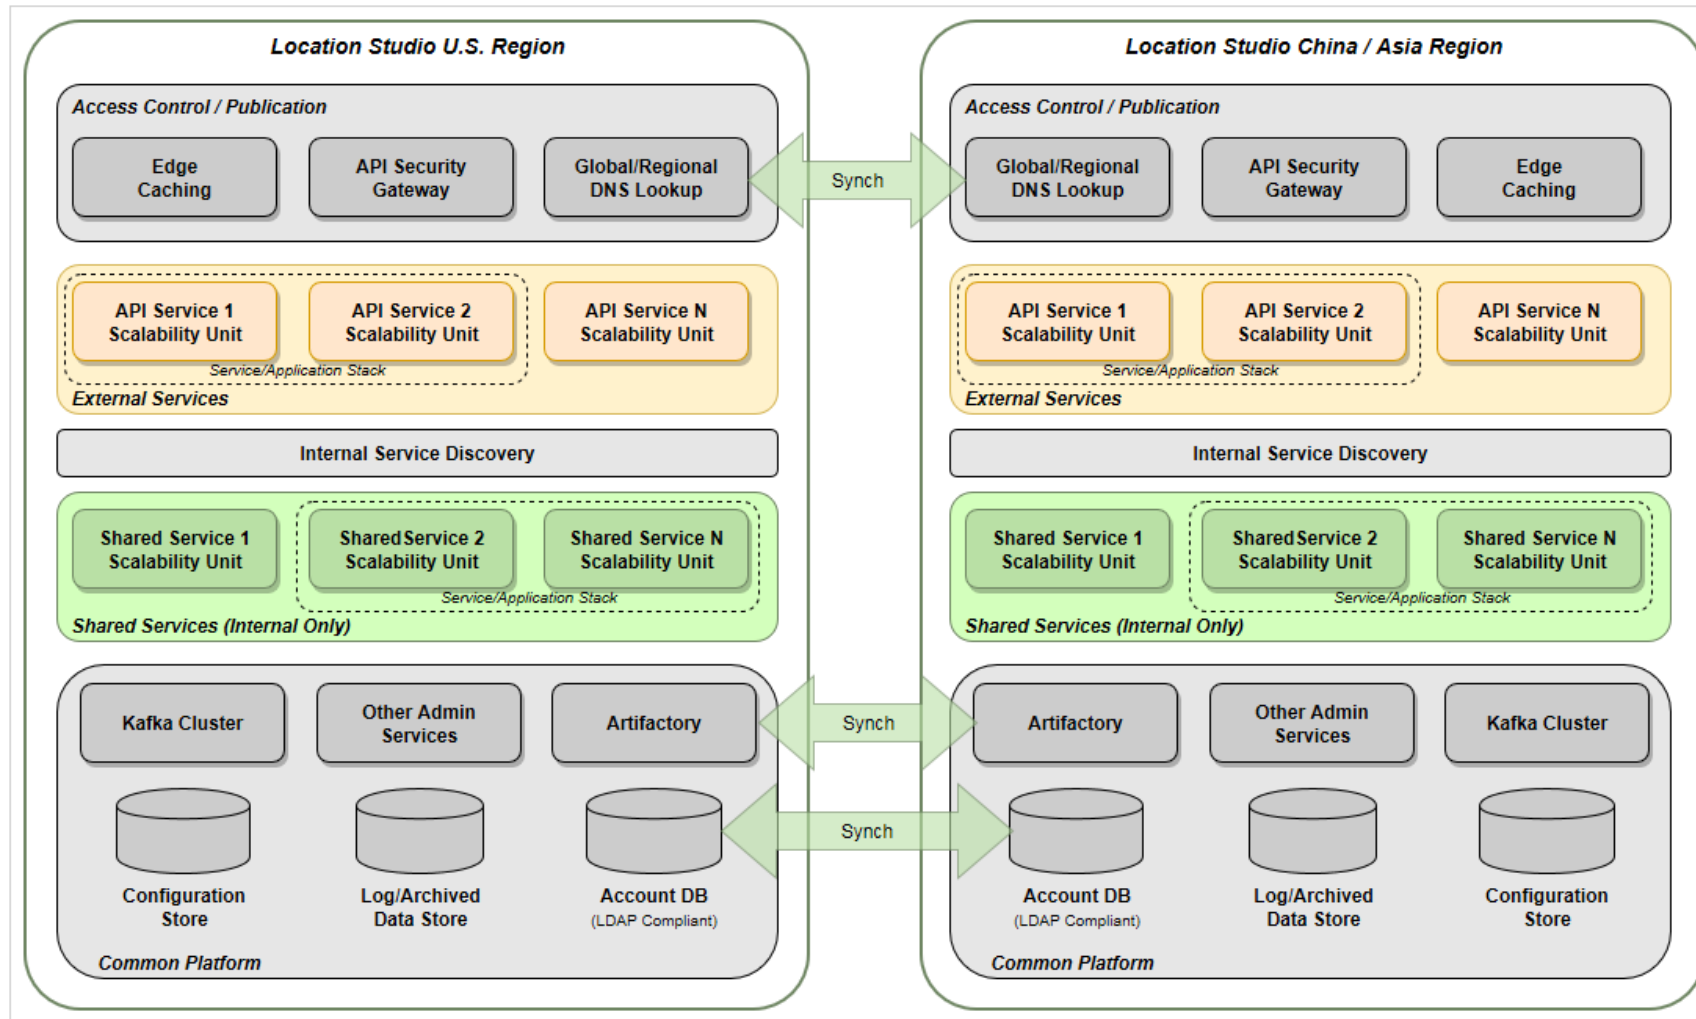 Location Studio U.S. Region
Access Control / Publication
Edge
Caching
API Security
Gateway
Global/Regional
DNS Lookup
API Service 1
Scalability Unit
API Service 2
Scalability Unit
API Service N
Scalability Unit
Service/Application Stack
External Services
Internal Service Discovery
Shared Service 1
Scalability Unit
Shared Service 2
Scalability Unit
Shared Service N
Scalability Unit
Service/Application Stack
Shared Services (Internal Only)
Kafka Cluster
Other Admin
Services
Artifactory
Configuration
Store
Log/Archived
Data Store
Account DB
(LDAP Compliant)
Common Platform
Synch
Synch
Synch
Location Studio China / Asia Region
Access Control / Publication
Global/Regional
DNS Lookup
API Security
Gateway
Edge
Caching
API Service 1
Scalability Unit
API Service 2
Scalability Unit
API Service N
Scalability Unit
Service/Application Stack
External Services
Internal Service Discovery
Shared Service 1
Scalability Unit
Shared Service 2
Scalability Unit
Shared Service N
Scalability Unit
Service/Application Stack
Shared Services (Internal Only)
Artifactory
Other Admin
Services
Kafka Cluster
Account DB
(LDAP Compliant)
Log/Archived
Data Store
Configuration
Store
Common Platform